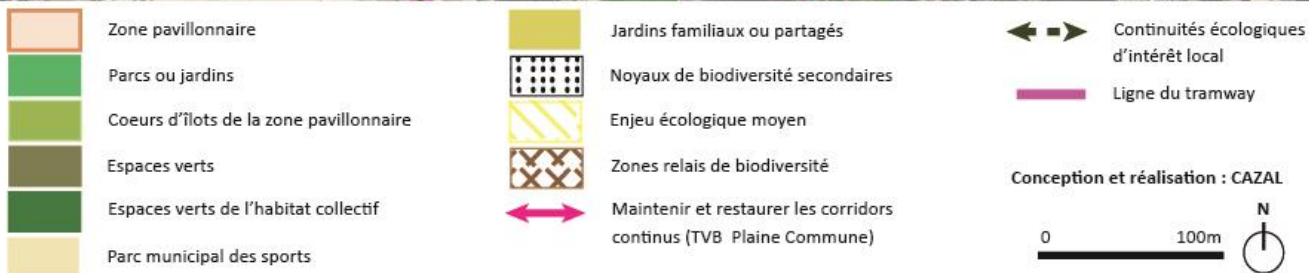 Zone pavillonnaire
Parcs ou jardins
Coeurs d'îlots de la zone pavillonnaire
Espaces verts
Espaces verts de l'habitat collectif
Parc municipal des sports
Jardins familiaux ou partagés
Noyaux de biodiversité secondaires
Enjeu écologique moyen
Zones relais de biodiversité
Maintenir et restaurer les corridors
continus (TVB Plaine Commune)
Continuités écologiques
d'intérêt local
Ligne du tramway
Conception et réalisation : CAZAL
N
0 100m